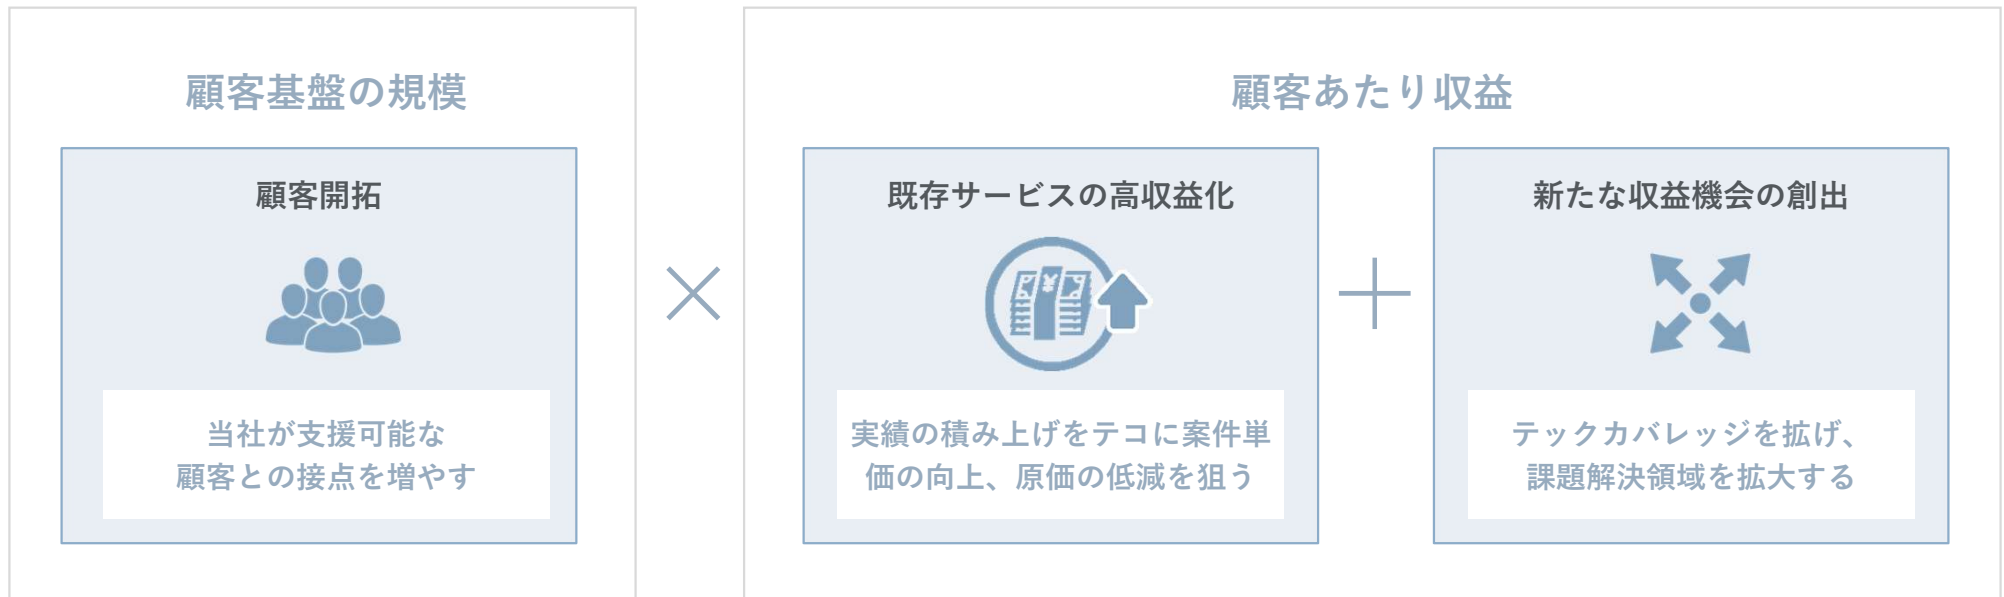 顧客基盤の規模
顧客開拓
当社が支援可能な
顧客との接点を増やす
×
顧客あたり収益
既存サービスの高収益化
¥
実績の積み上げをテコに案件単
価の向上、原価の低減を狙う
+
新たな収益機会の創出
テックカバレッジを拡げ、
課題解決領域を拡大する